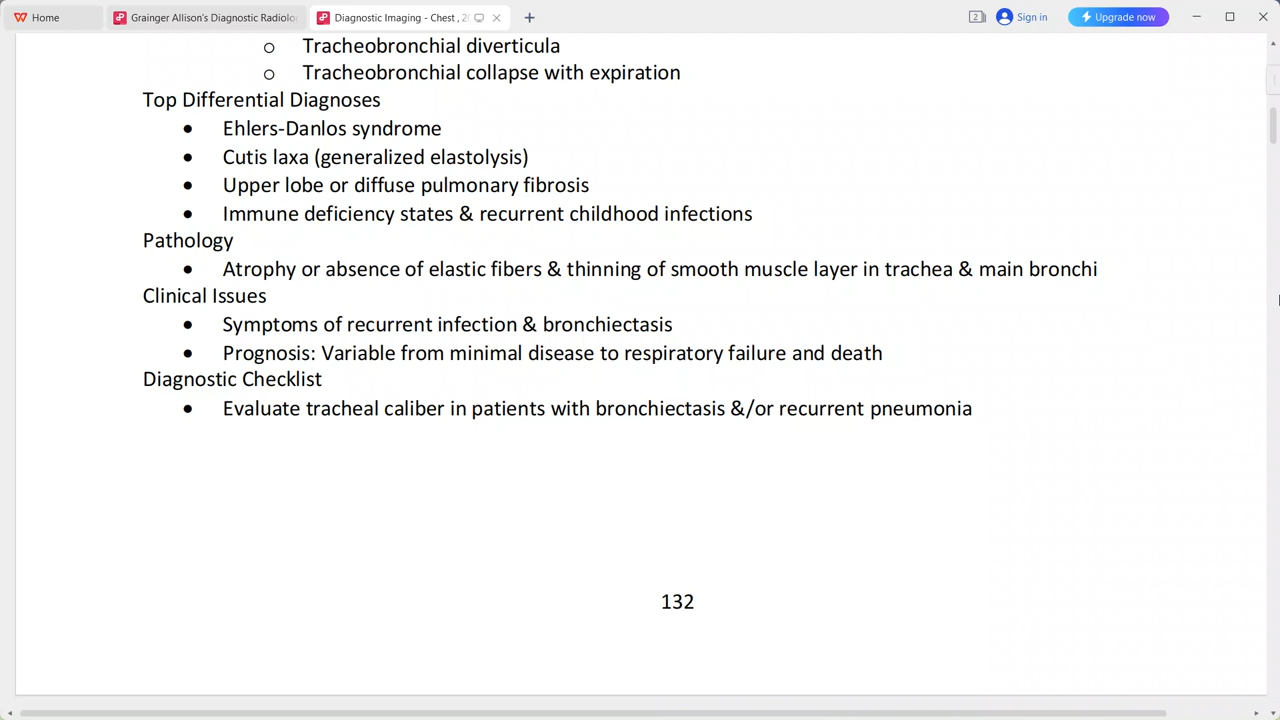 Home
Grainger Allison's Diagnostic Radiolo
Diagnostic Imaging - Chest , 20
2
Sign in
Upgrade now
○ Tracheobronchial diverticula
○ Tracheobronchial collapse with expiration
Top Differential Diagnoses
• Ehlers-Danlos syndrome
• Cutis laxa (generalized elastolysis)
• Upper lobe or diffuse pulmonary fibrosis
• Immune deficiency states & recurrent childhood infections
Pathology
• Atrophy or absence of elastic fibers & thinning of smooth muscle layer in trachea & main bronchi
Clinical Issues
• Symptoms of recurrent infection & bronchiectasis
• Prognosis: Variable from minimal disease to respiratory failure and death
Diagnostic Checklist
• Evaluate tracheal caliber in patients with bronchiectasis &/or recurrent pneumonia
132